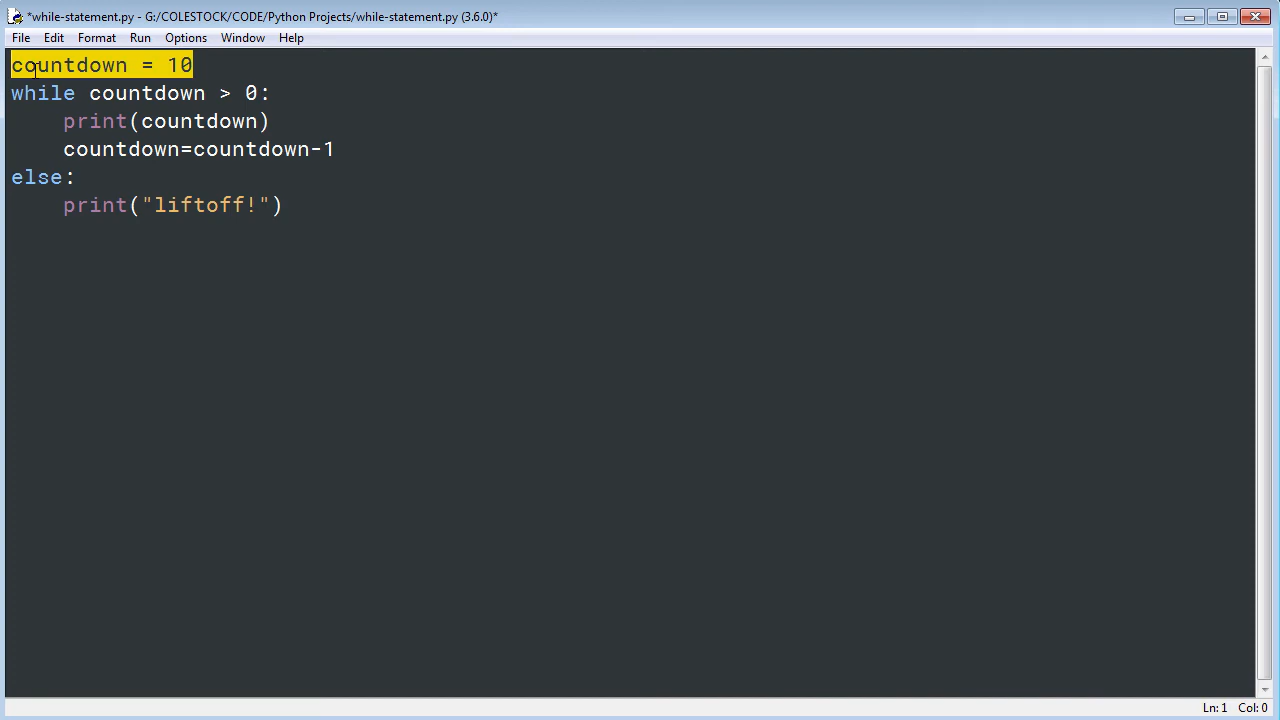 *while-statement.py - G:/COLESTOCK/CODE/Python Projects/while-statement.py (3.6.0)*
File Edit Format Run Options Window Help
countdown = 10
while countdown > 0:
    print(countdown)
    countdown=countdown-1
else:
    print("liftoff!")
Ln: 1 Col: 0